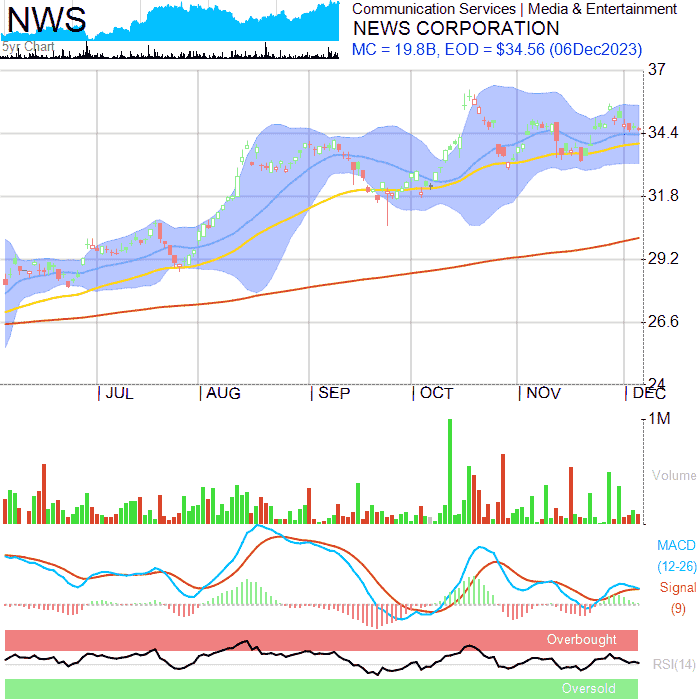 NWS
5yr Chart
Communication Services | Media & Entertainment
NEWS CORPORATION
MC = 19.8B, EOD = $34.56 (06Dec2023)
37
34.4
31.8
29.2
26.6
24
JUL AUG SEP OCT NOV DEC
1M
Volume
MACD
(12-26)
Signal
(9)
Overbought
RSI(14)
Oversold